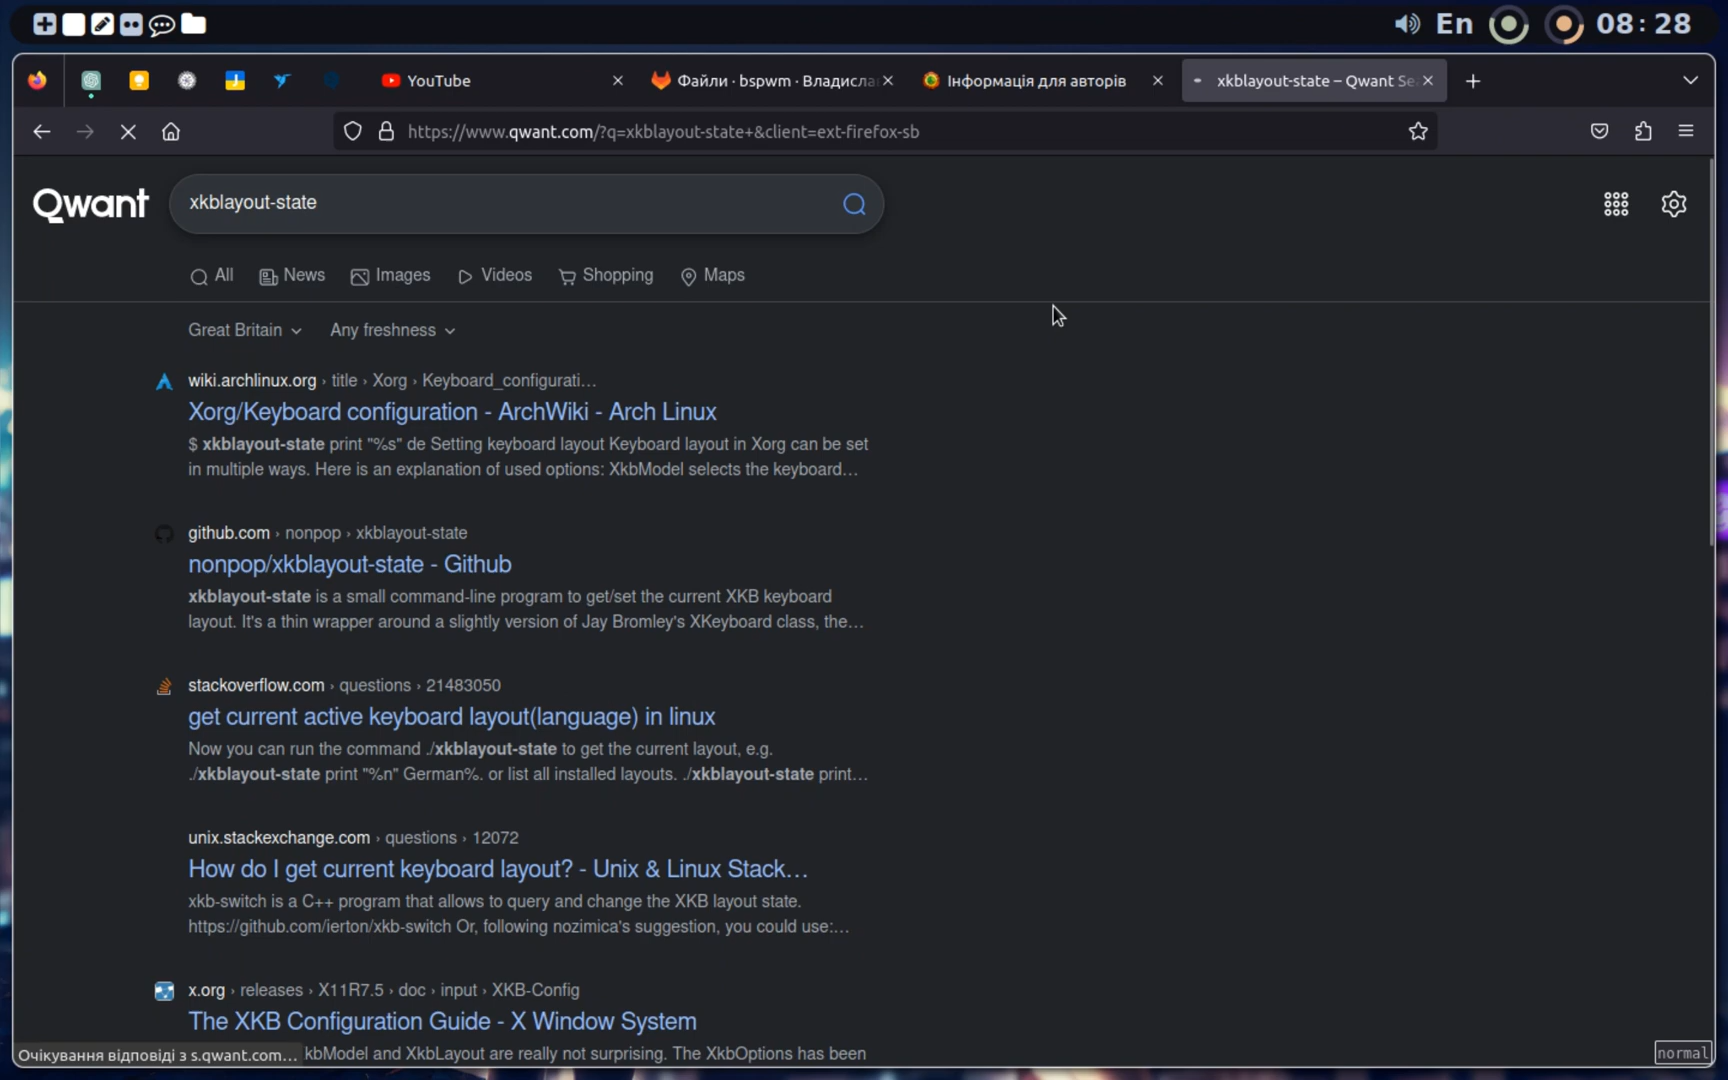 En 08:28
YouTube
Файли · bspwm · Владисла
Інформація для авторів
xkblayout-state – Qwant Se
https://www.qwant.com/?q=xkblayout-state+&client=ext-firefox-sb
Qwant
xkblayout-state
All News Images Videos Shopping Maps
Great Britain Any freshness
wiki.archlinux.org › title › Xorg › Keyboard_configurati...
Xorg/Keyboard configuration - ArchWiki - Arch Linux
$ xkblayout-state print "%s" de Setting keyboard layout Keyboard layout in Xorg can be set
in multiple ways. Here is an explanation of used options: XkbModel selects the keyboard...
github.com › nonpop › xkblayout-state
nonpop/xkblayout-state - Github
xkblayout-state is a small command-line program to get/set the current XKB keyboard
layout. It's a thin wrapper around a slightly version of Jay Bromley's XKeyboard class, the...
stackoverflow.com › questions › 21483050
get current active keyboard layout(language) in linux
Now you can run the command ./xkblayout-state to get the current layout, e.g.
./xkblayout-state print "%n" German%. or list all installed layouts. ./xkblayout-state print...
unix.stackexchange.com › questions › 12072
How do I get current keyboard layout? - Unix & Linux Stack...
xkb-switch is a C++ program that allows to query and change the XKB layout state.
https://github.com/ierton/xkb-switch Or, following nozimica's suggestion, you could use:...
x.org › releases › X11R7.5 › doc › input › XKB-Config
The XKB Configuration Guide - X Window System
Очікування відповіді з s.qwant.com... kbModel and XkbLayout are really not surprising. The XkbOptions has been
normal